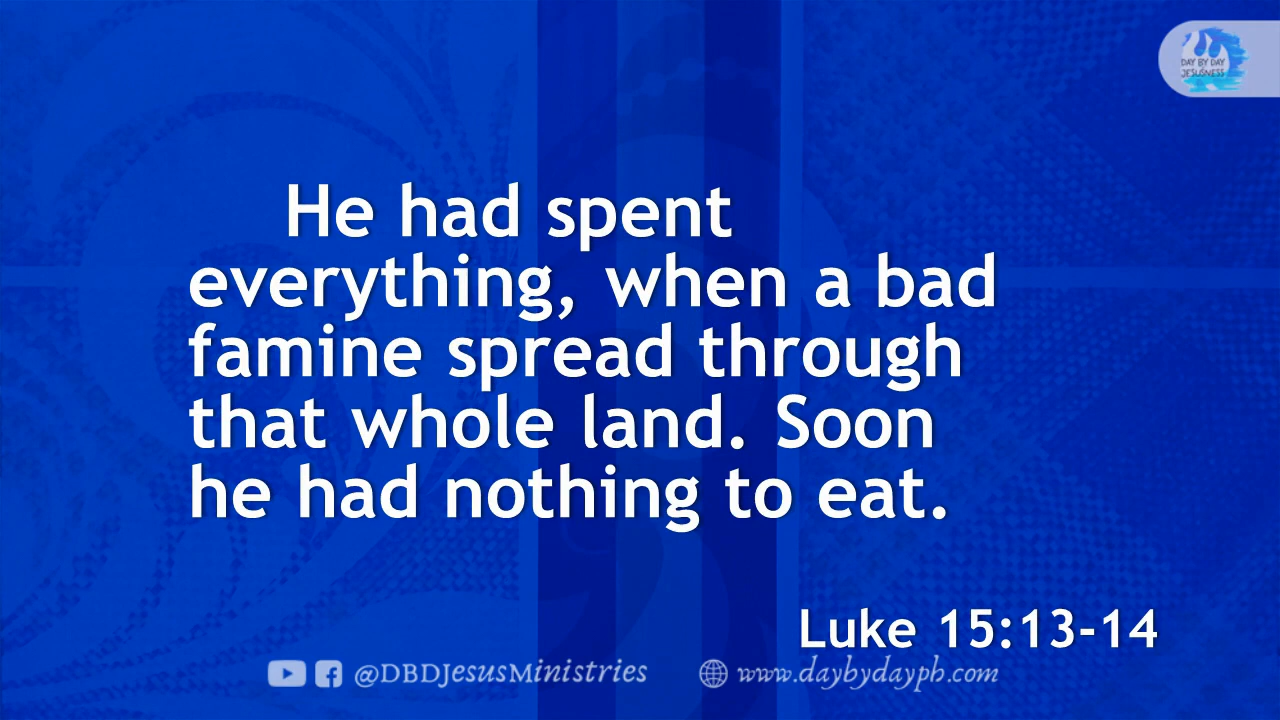 DAY BY DAY
JESUSNESS
He had spent
everything, when a bad
famine spread through
that whole land. Soon
he had nothing to eat.
Luke 15:13-14
@DBDJesusMinistries
www.daybydayph.com